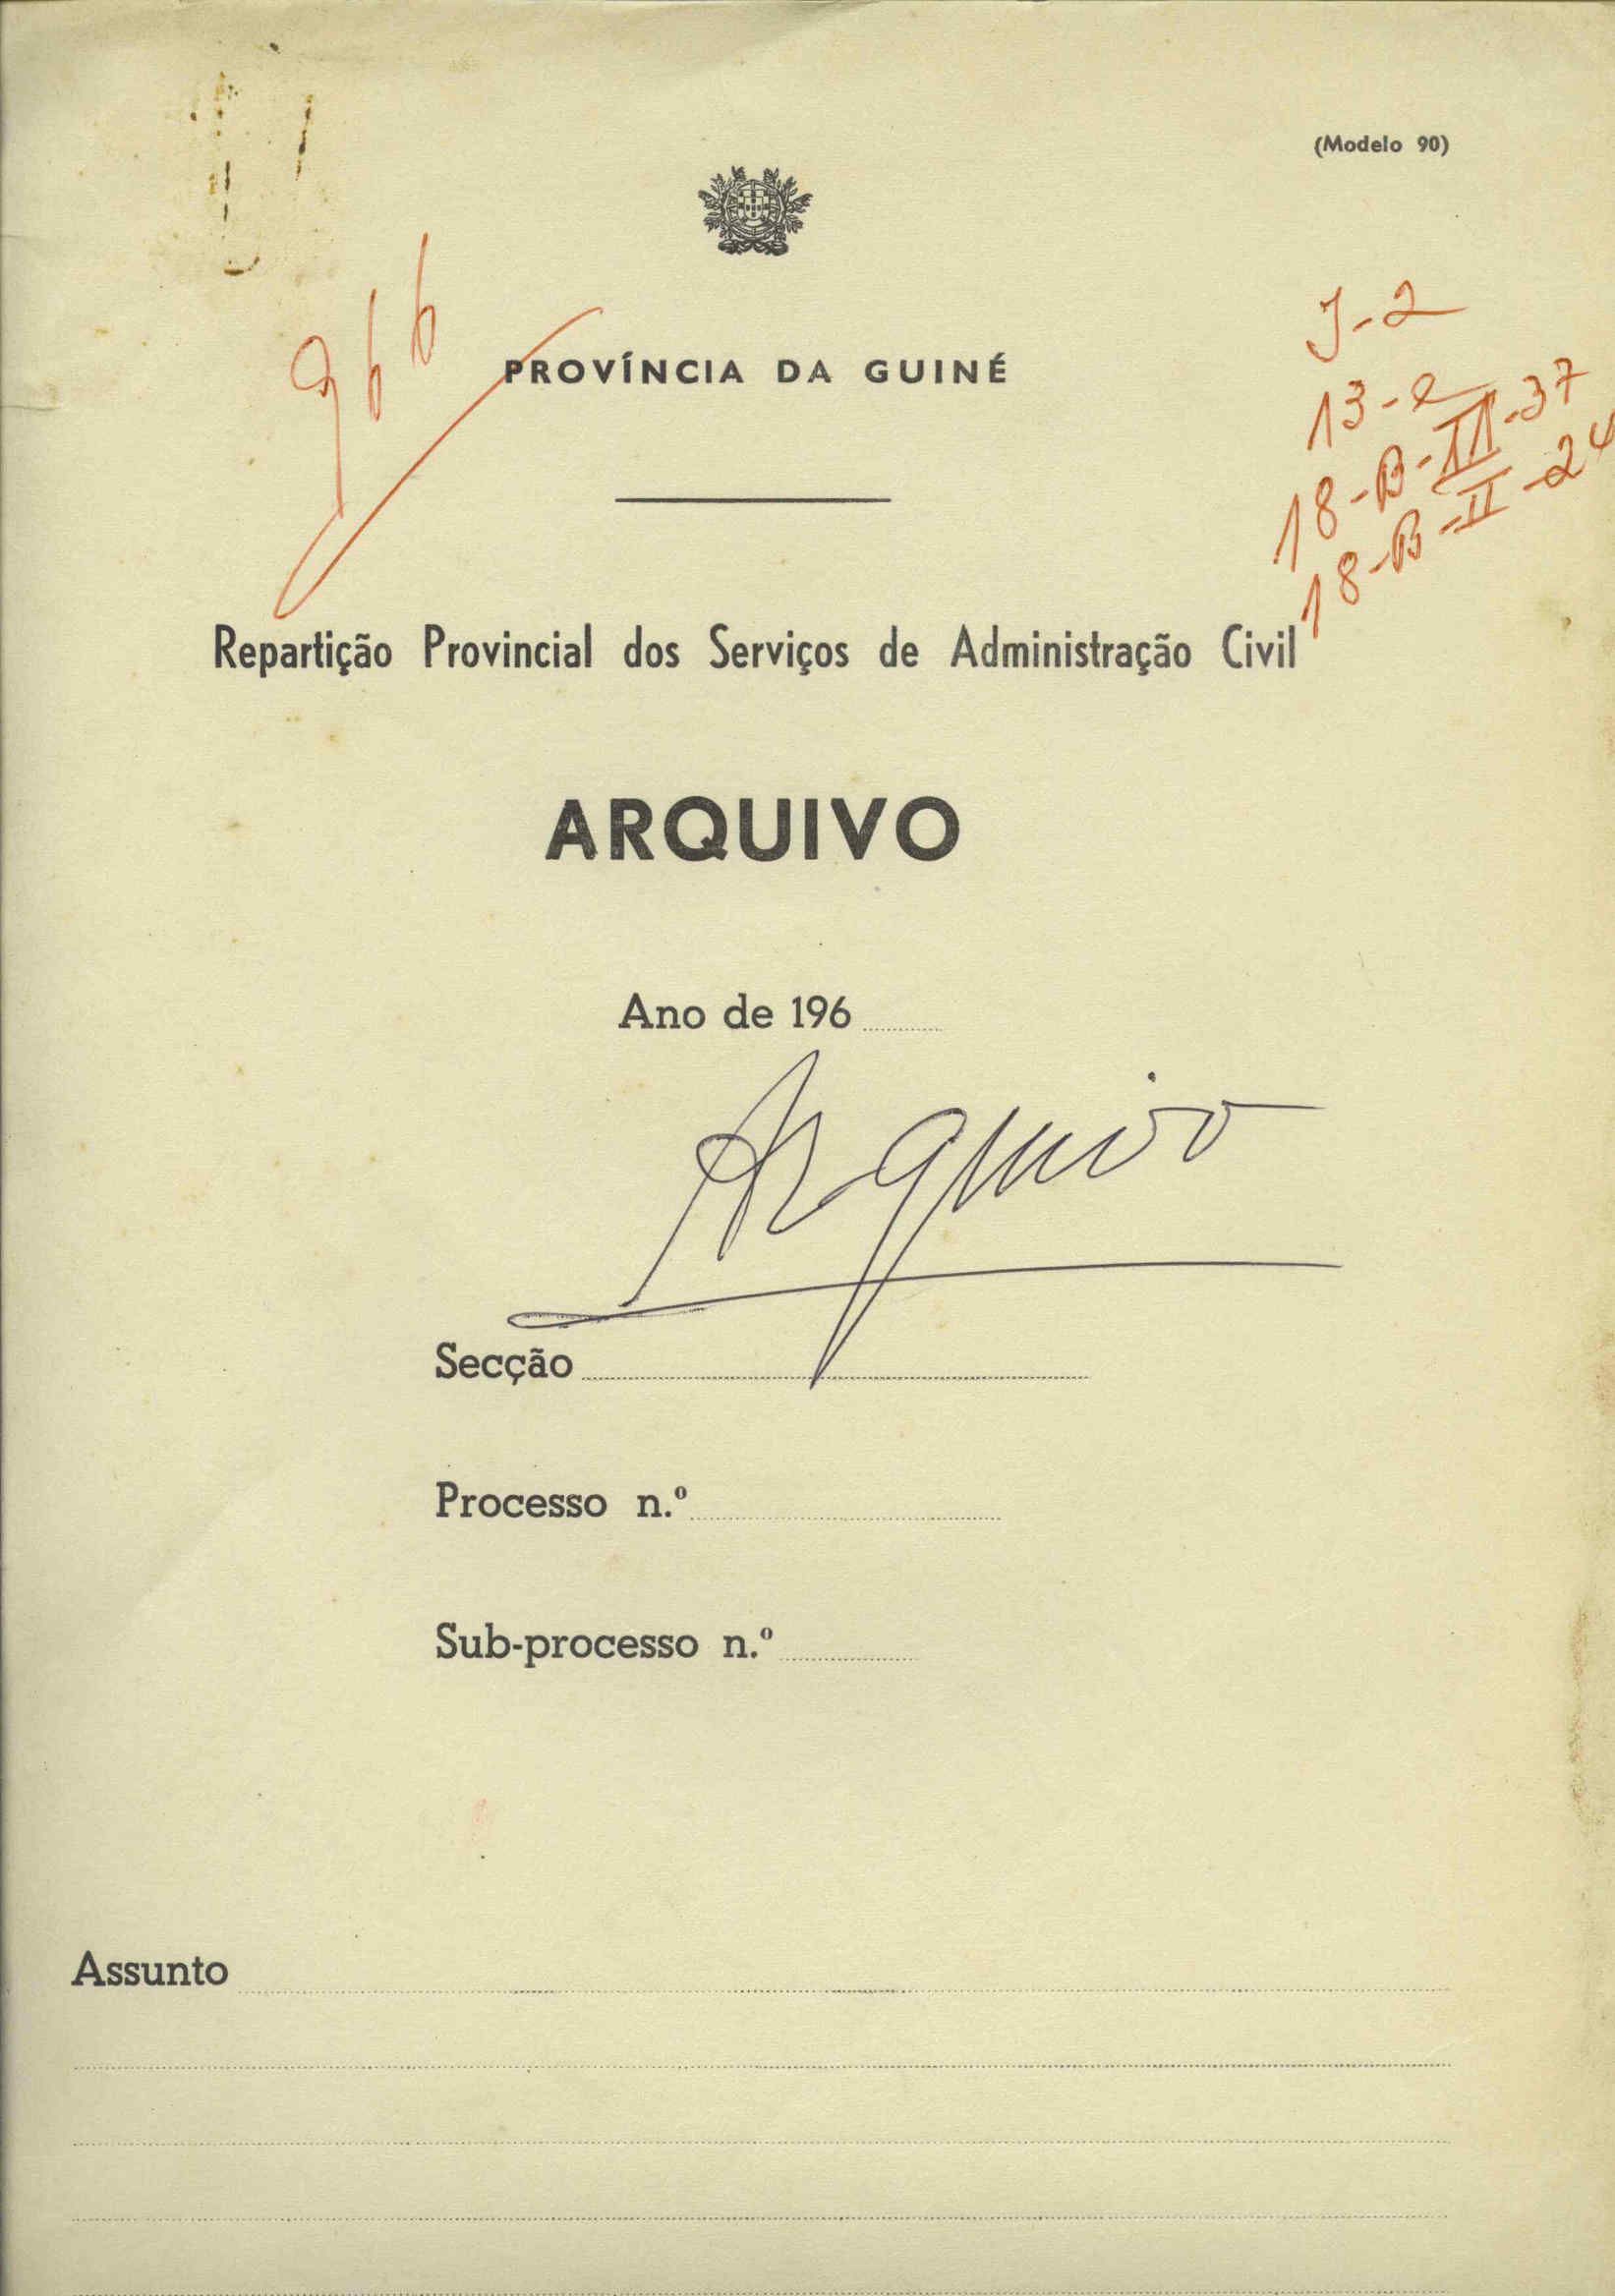 (Modelo 90)
966
J-2
13-2
18-B-III-37
18-B-II-24
PROVÍNCIA DA GUINÉ
Repartição Provincial dos Serviços de Administração Civil
ARQUIVO
Ano de 196
Arquivo
Secção
Processo n.º
Sub-processo n.º
Assunto